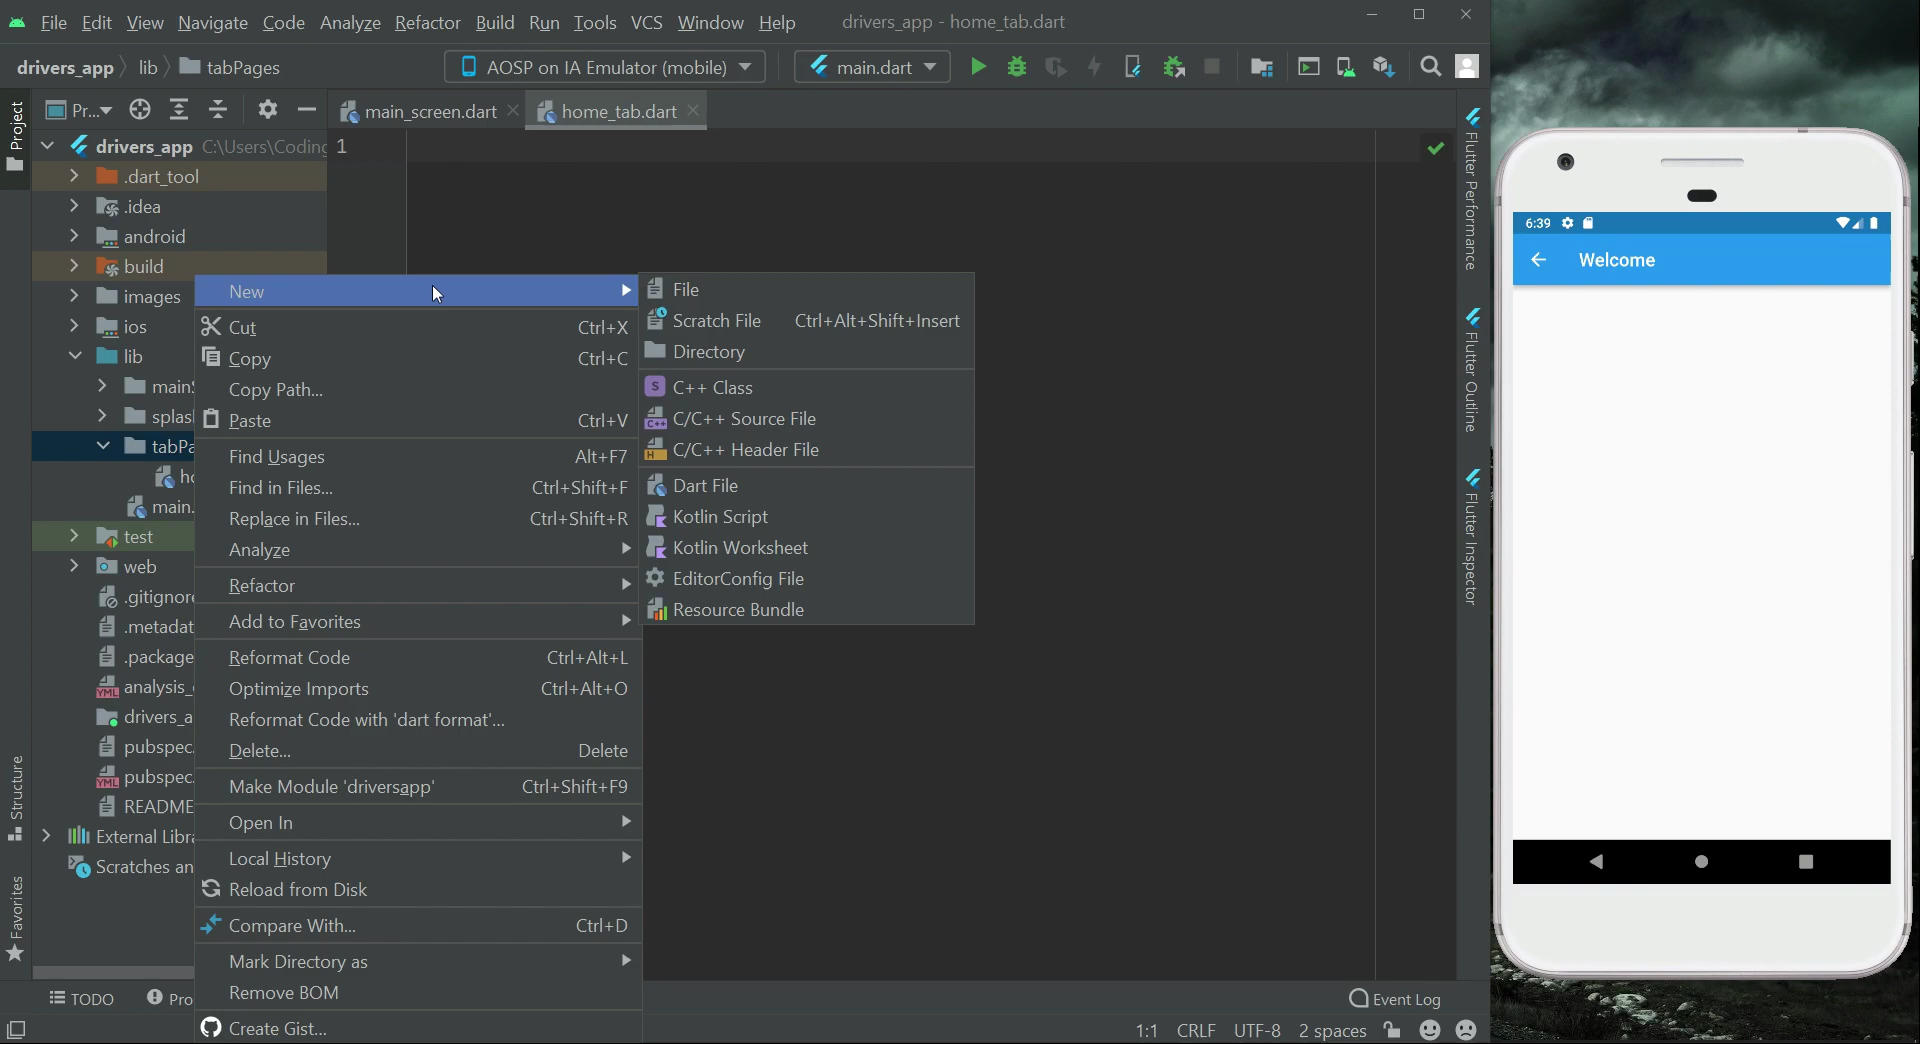 File Edit View Navigate Code Analyze Refactor Build Run Tools VCS Window Help drivers_app - home_tab.dart
drivers_app lib tabPages AOSP on IA Emulator (mobile) main.dart
Project
Pr...
main_screen.dart
home_tab.dart
drivers_app C:\Users\Coding
1
.dart_tool
.idea
android
build
images
ios
lib
main
splas
tabPa
ho
main.
test
web
.gitignore
.metadat
.package
analysis_
drivers_a
pubspec.
pubspec.
README
External Libra
Scratches an
Structure
Favorites
New
Cut Ctrl+X
Copy Ctrl+C
Copy Path...
Paste Ctrl+V
Find Usages Alt+F7
Find in Files... Ctrl+Shift+F
Replace in Files... Ctrl+Shift+R
Analyze
Refactor
Add to Favorites
Reformat Code Ctrl+Alt+L
Optimize Imports Ctrl+Alt+O
Reformat Code with 'dart format'...
Delete... Delete
Make Module 'driversapp' Ctrl+Shift+F9
Open In
Local History
Reload from Disk
Compare With... Ctrl+D
Mark Directory as
Remove BOM
Create Gist...
File
Scratch File Ctrl+Alt+Shift+Insert
Directory
S C++ Class
C++ C/C++ Source File
H C/C++ Header File
Dart File
Kotlin Script
Kotlin Worksheet
EditorConfig File
Resource Bundle
Flutter Performance
Flutter Outline
Flutter Inspector
6:39
Welcome
TODO Pro
Event Log
1:1 CRLF UTF-8 2 spaces